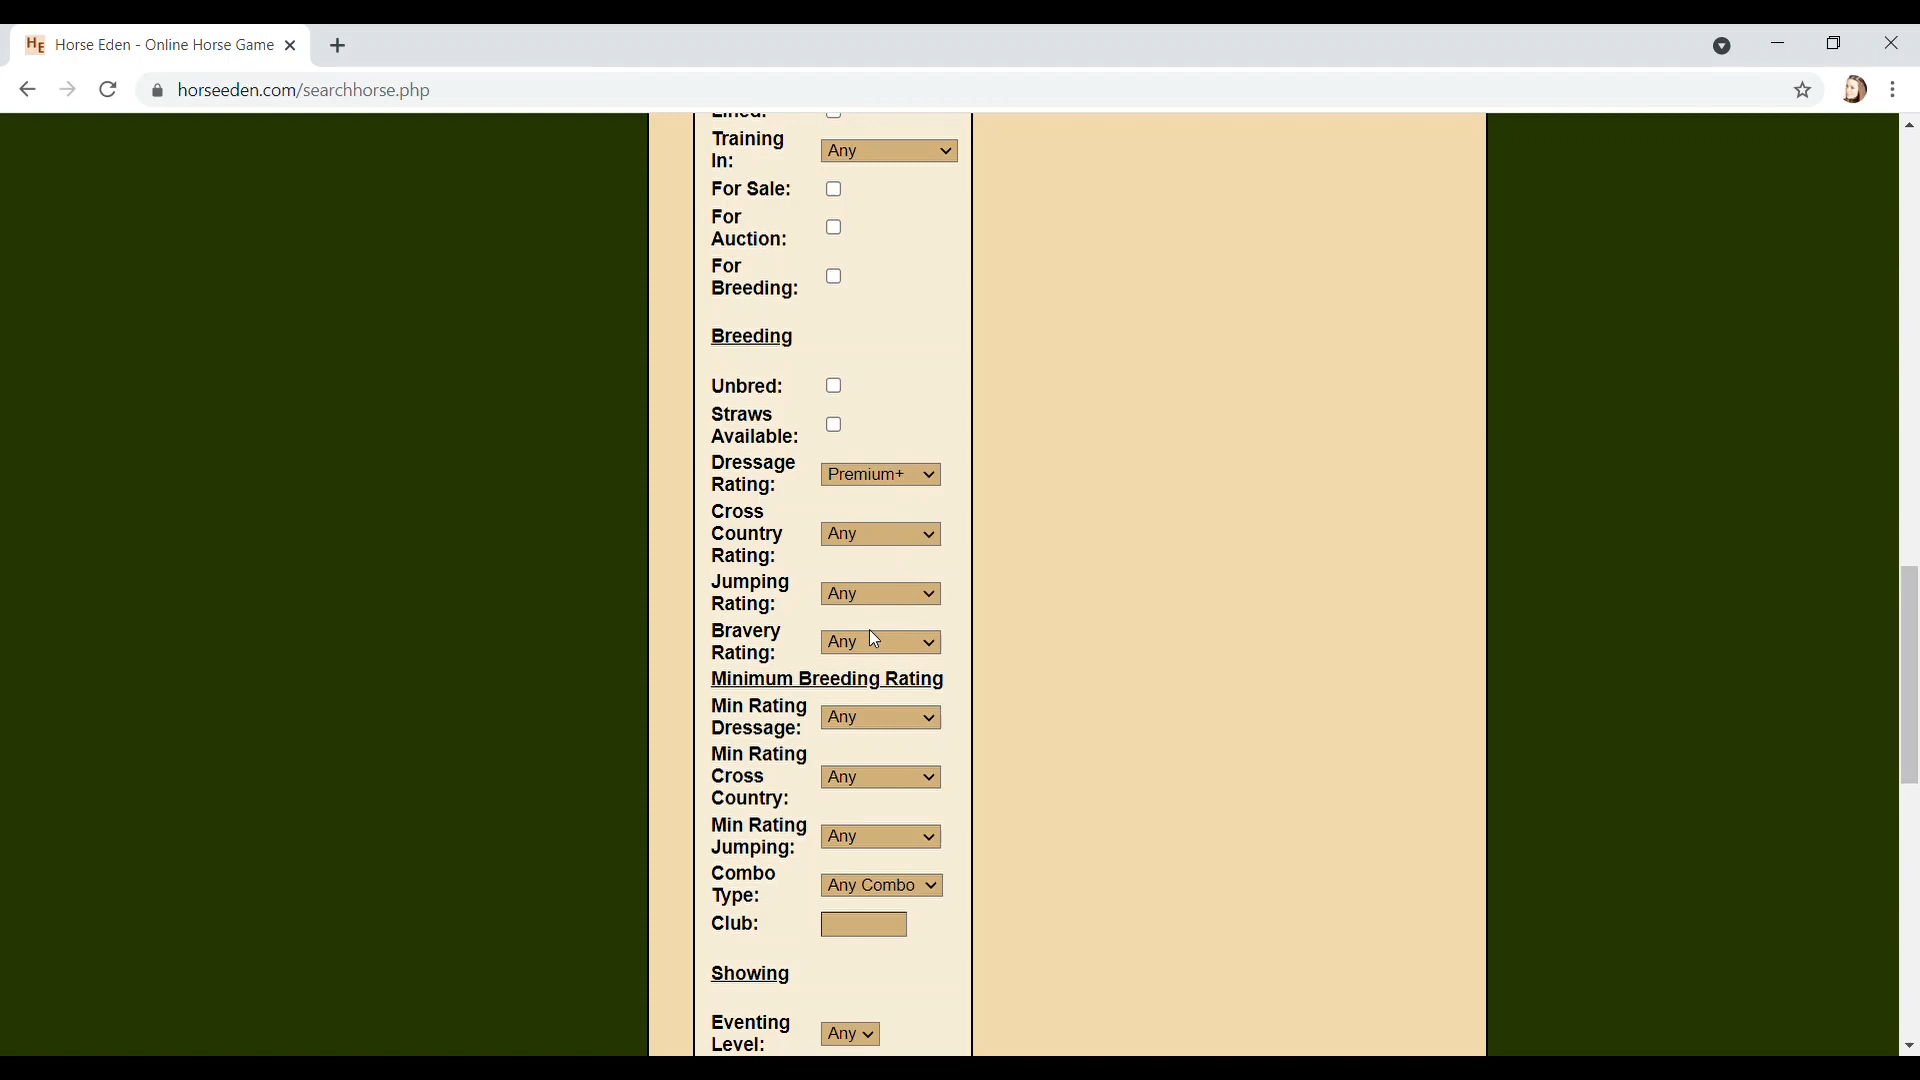 HE Horse Eden - Online Horse Game
horseeden.com/searchhorse.php
Training
In:
Any
For Sale:
For
Auction:
For
Breeding:
Breeding
Unbred:
Straws
Available:
Dressage
Rating:
Premium+
Cross
Country
Rating:
Any
Jumping
Rating:
Any
Bravery
Rating:
Any
Minimum Breeding Rating
Min Rating
Dressage:
Any
Min Rating
Cross
Country:
Any
Min Rating
Jumping:
Any
Combo
Type:
Any Combo
Club:
Showing
Eventing
Level:
Any